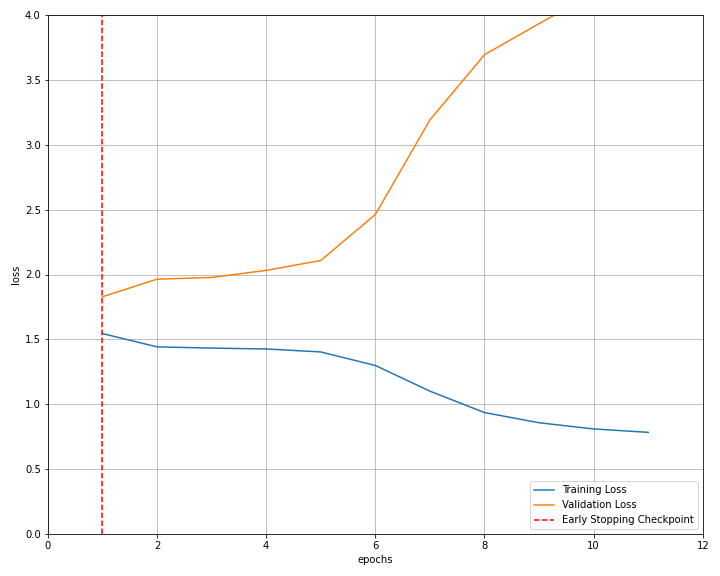 4.0
3.5
3.0
2.5
2.0
1.5
1.0
0.5
0.0
loss
0 2 4 6 8 10 12
epochs
Training Loss
Validation Loss
Early Stopping Checkpoint